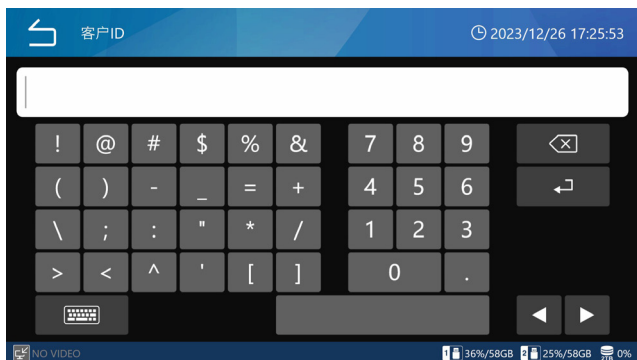 客户ID 2023/12/26 17:25:53
! @ # $ % & 7 8 9
( ) - _ = + 4 5 6
\ ; : " * / 1 2 3
> < ^ ' [ ] 0 .
NO VIDEO 1 36%/58GB 2 25%/58GB 2TB 0%